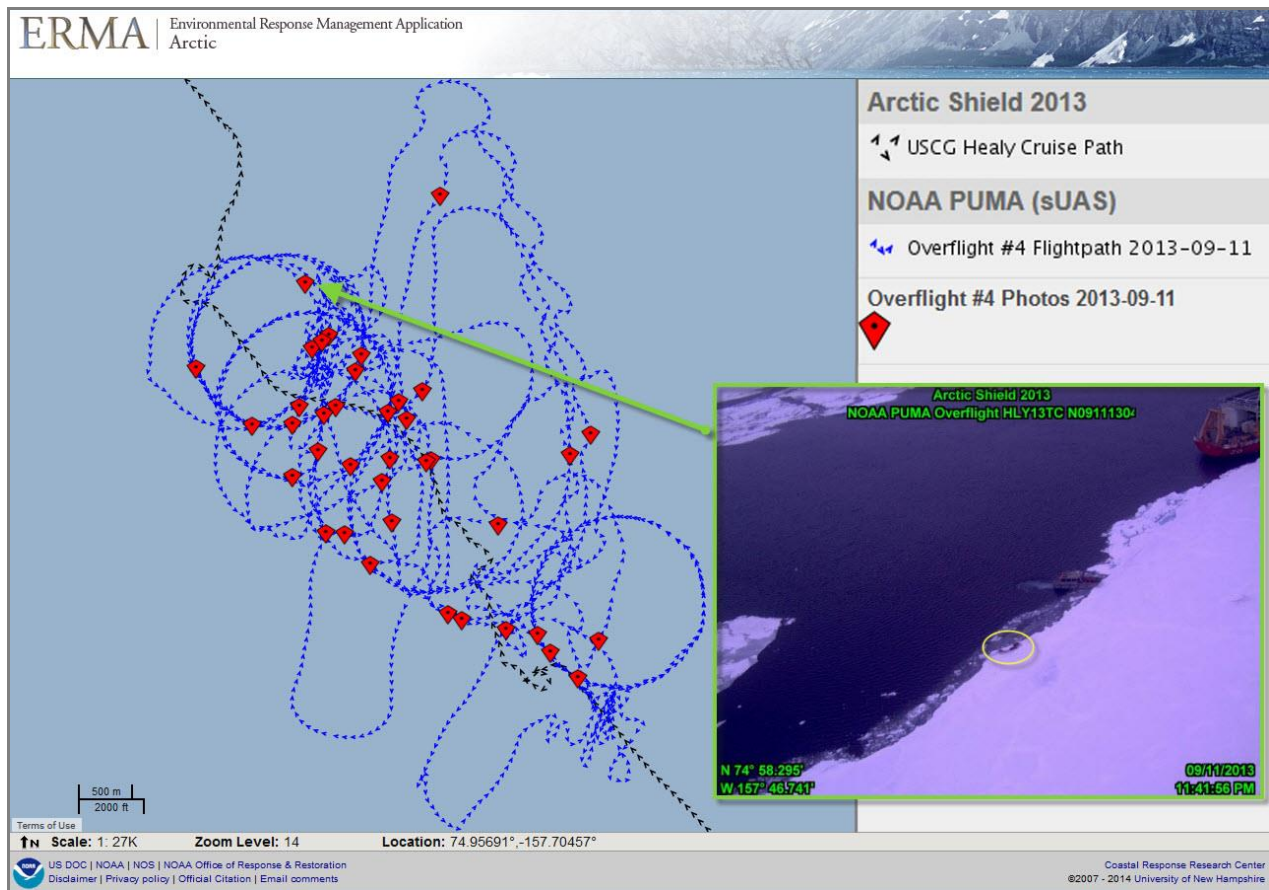 ERMA
Environmental Response Management Application
Arctic
Arctic Shield 2013
USCG Healy Cruise Path
NOAA PUMA (sUAS)
Overflight #4 Flightpath 2013-09-11
Overflight #4 Photos 2013-09-11
Arctic Shield 2013
NOAA PUMA Overflight HLY13TC N0911130
N 74° 58.295'
W 157° 46.741'
09/11/2013
11:41:56 PM
500 m
2000 ft
Terms of Use
N Scale: 1: 27K Zoom Level: 14 Location: 74.95691°,-157.70457°
NOAA
US DOC | NOAA | NOS | NOAA Office of Response & Restoration
Disclaimer | Privacy policy | Official Citation | Email comments
Coastal Response Research Center
©2007 - 2014 University of New Hampshire